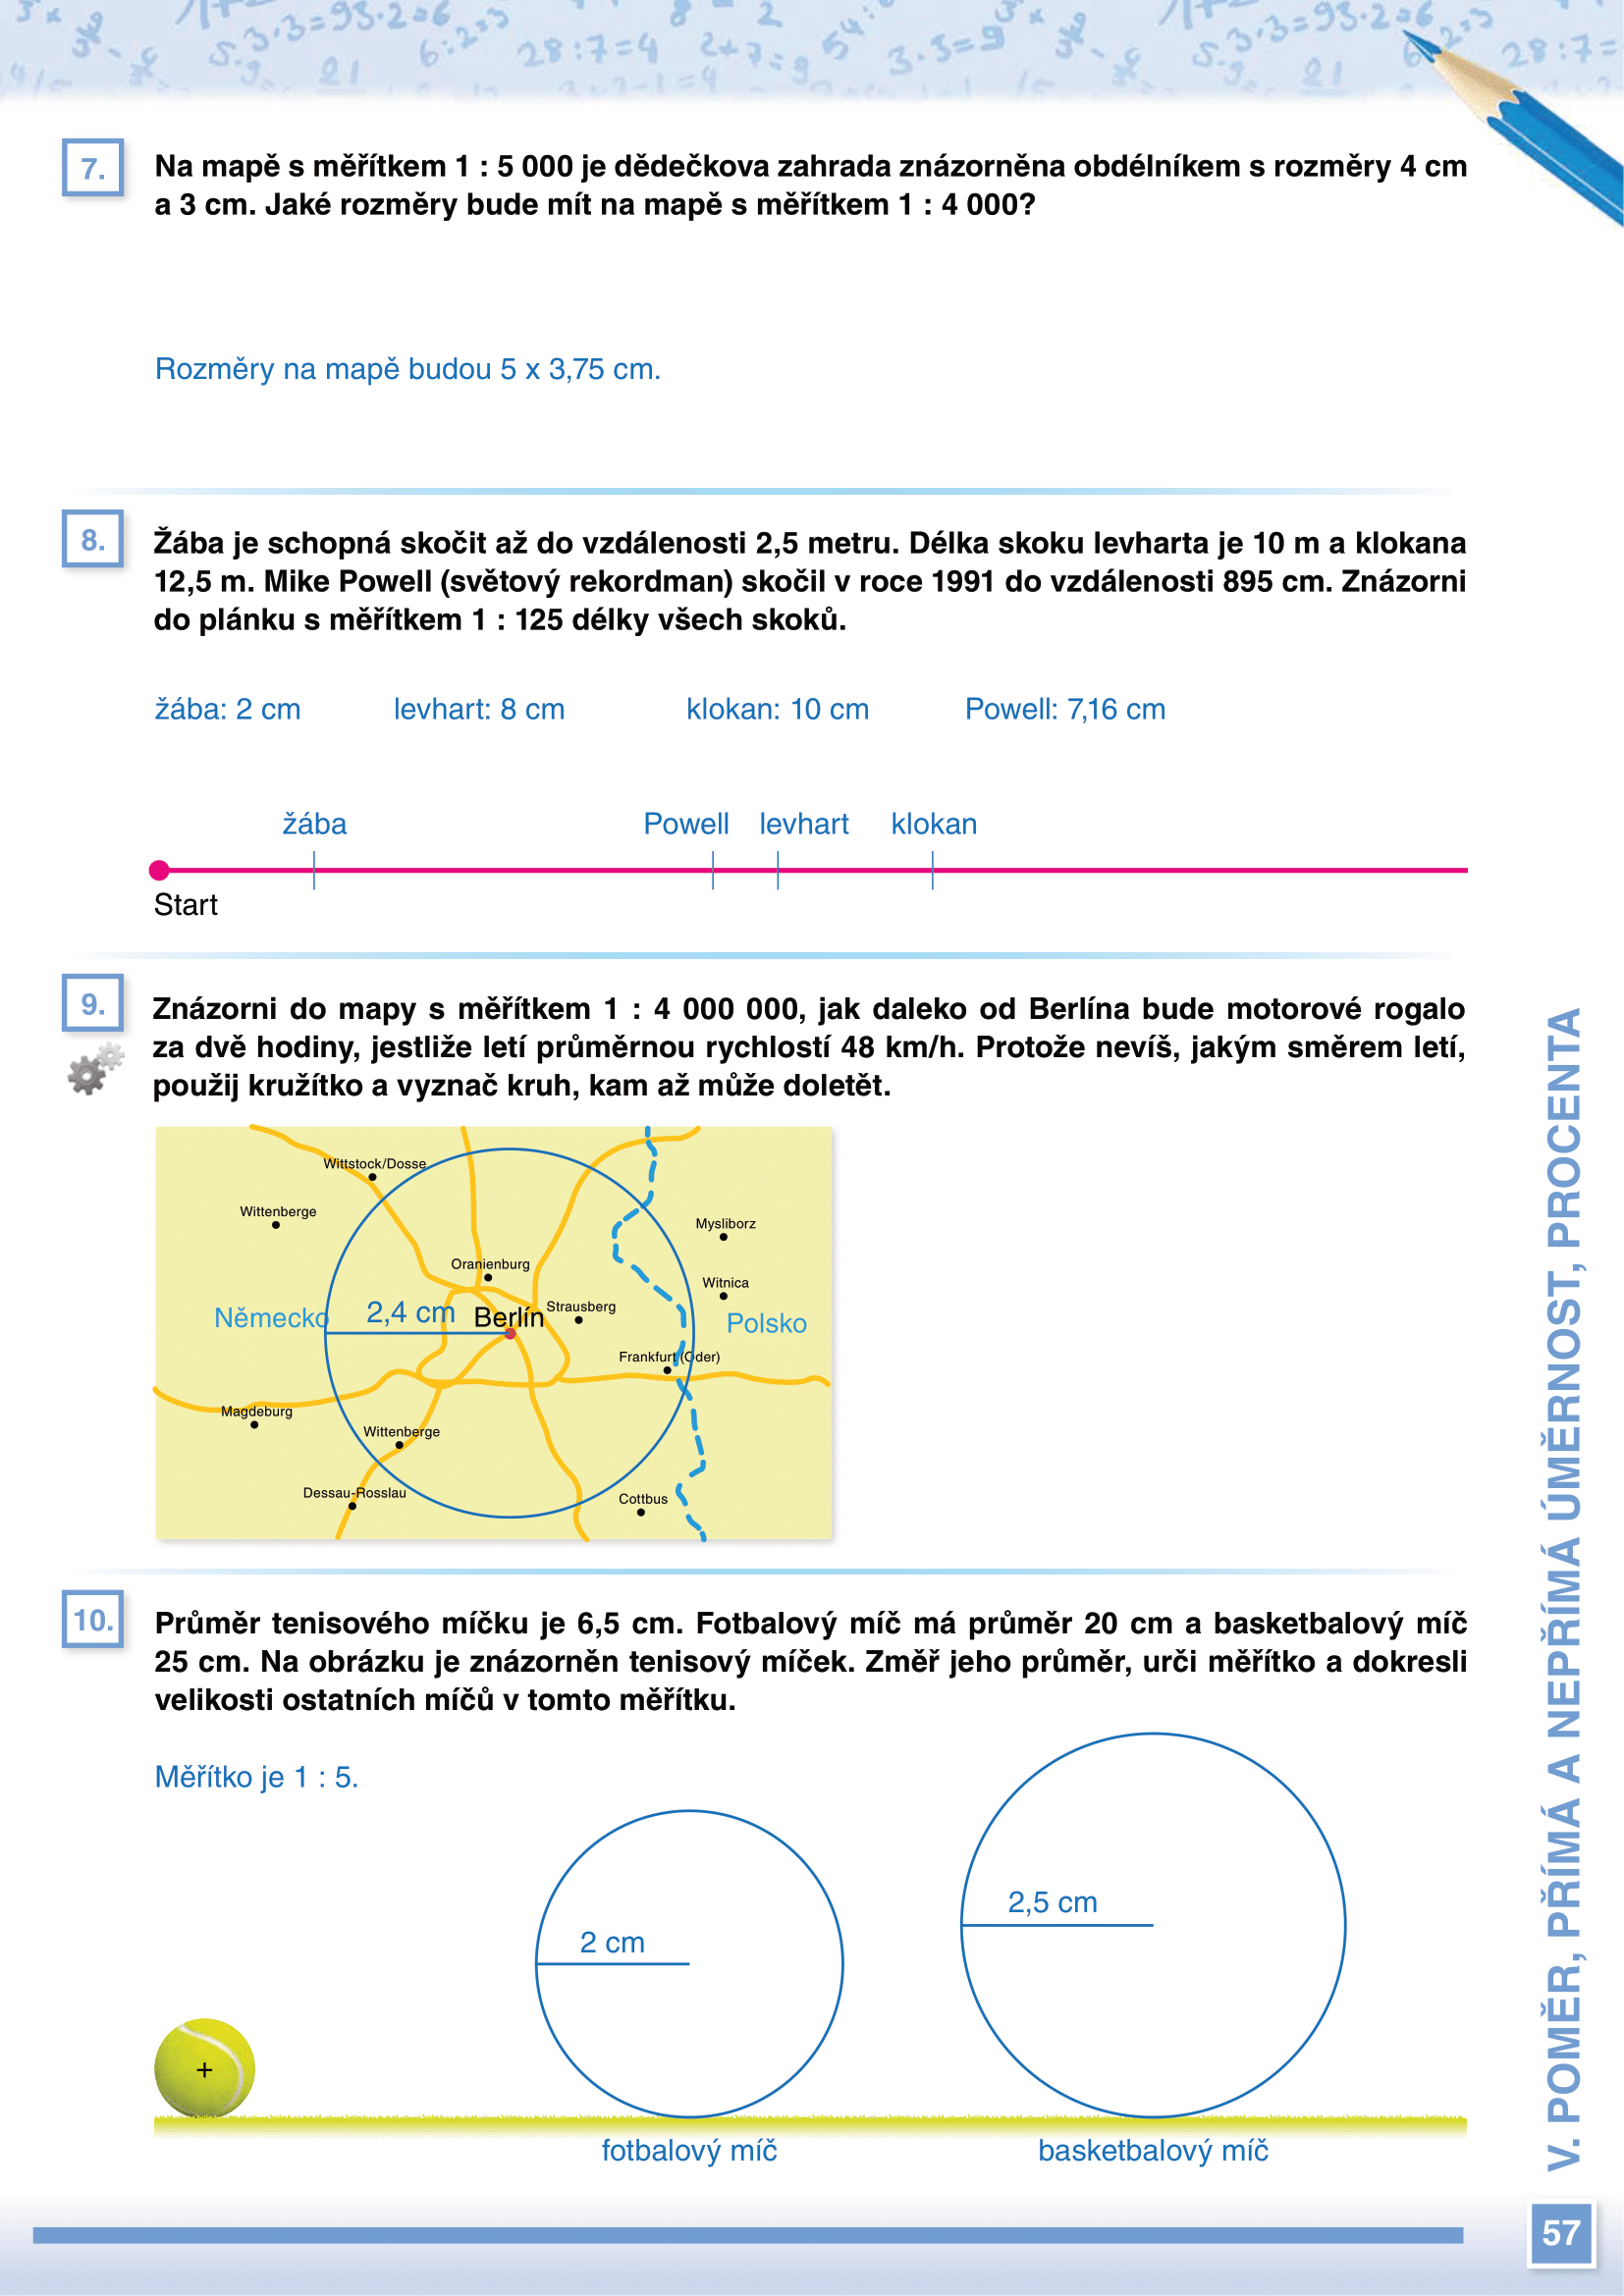 7.
Na mapě s měřítkem 1 : 5 000 je dědečkova zahrada znázorněna obdélníkem s rozměry 4 cm
a 3 cm. Jaké rozměry bude mít na mapě s měřítkem 1 : 4 000?
Rozměry na mapě budou 5 x 3,75 cm.
8.
Žába je schopná skočit až do vzdálenosti 2,5 metru. Délka skoku levharta je 10 m a klokana
12,5 m. Mike Powell (světový rekordman) skočil v roce 1991 do vzdálenosti 895 cm. Znázorni
do plánku s měřítkem 1 : 125 délky všech skoků.
žába: 2 cm levhart: 8 cm klokan: 10 cm Powell: 7,16 cm
žába Powell levhart klokan
Start
9.
Znázorni do mapy s měřítkem 1 : 4 000 000, jak daleko od Berlína bude motorové rogalo
za dvě hodiny, jestliže letí průměrnou rychlostí 48 km/h. Protože nevíš, jakým směrem letí,
použij kružítko a vyznač kruh, kam až může doletět.
Wittstock/Dosse
Wittenberge
Mysliborz
Oranienburg
Witnica
Německo 2,4 cm Berlín Strausberg Polsko
Frankfurt (Oder)
Magdeburg
Wittenberge
Dessau-Rosslau
Cottbus
10.
Průměr tenisového míčku je 6,5 cm. Fotbalový míč má průměr 20 cm a basketbalový míč
25 cm. Na obrázku je znázorněn tenisový míček. Změř jeho průměr, urči měřítko a dokresli
velikosti ostatních míčů v tomto měřítku.
Měřítko je 1 : 5.
2,5 cm
2 cm
+
fotbalový míč basketbalový míč
V. POMĚR, PŘÍMÁ A NEPŘÍMÁ ÚMĚRNOST, PROCENTA
57